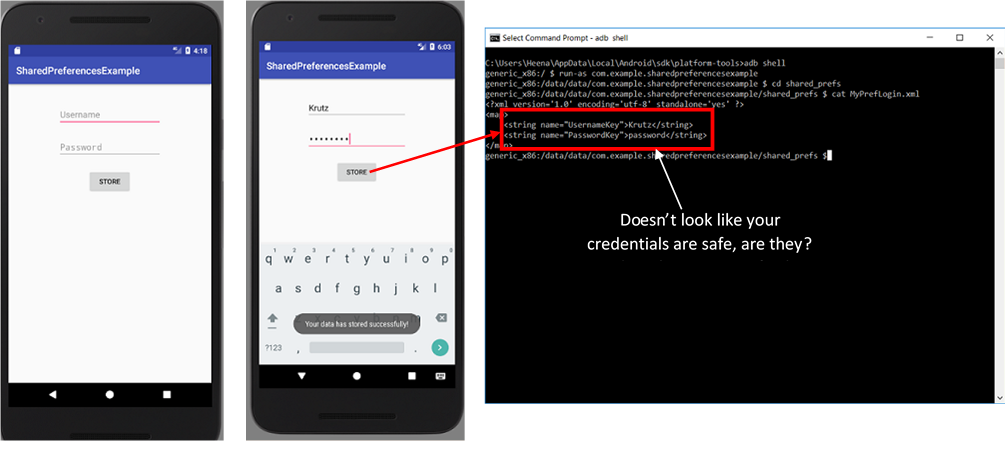 4:18
SharedPreferencesExample
Username
Password
STORE
6:03
SharedPreferencesExample
Krutz
••••••••
STORE
1 2 3 4 5 6 7 8 9 0
q w e r t y u i o p
a s d f g h j k l
Your data has stored successfully!
?123 , .
Select Command Prompt - adb shell
C:\Users\Heena\AppData\Local\Android\sdk\platform-tools>adb shell
generic_x86:/ $ run-as com.example.sharedpreferencesexample
generic_x86:/data/data/com.example.sharedpreferencesexample $ cd shared_prefs
generic_x86:/data/data/com.example.sharedpreferencesexample/shared_prefs $ cat MyPrefLogin.xml
<?xml version='1.0' encoding='utf-8' standalone='yes' ?>
<map>
<string name="UsernameKey">Krutz</string>
<string name="PasswordKey">password</string>
</map>
generic_x86:/data/data/com.example.sharedpreferencesexample/shared_prefs $
Doesn't look like your
credentials are safe, are they?